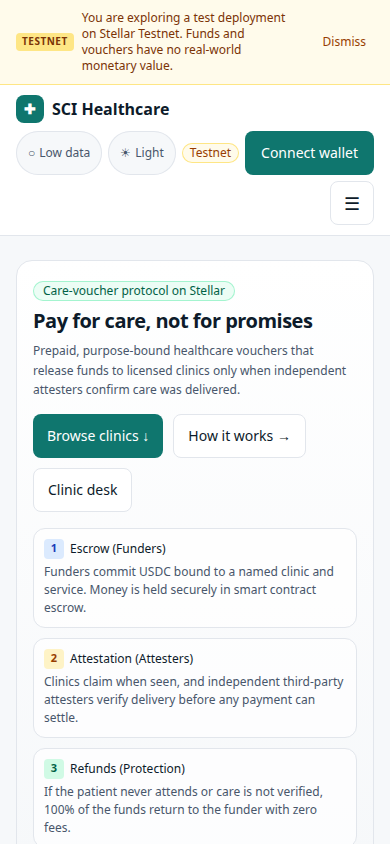 TESTNET
You are exploring a test deployment
on Stellar Testnet. Funds and
vouchers have no real-world
monetary value.
Dismiss
SCI Healthcare
○ Low data
☀ Light
Testnet
Connect wallet
☰
Care-voucher protocol on Stellar
Pay for care, not for promises
Prepaid, purpose-bound healthcare vouchers that
release funds to licensed clinics only when independent
attesters confirm care was delivered.
Browse clinics ↓
How it works →
Clinic desk
1 Escrow (Funders)
Funders commit USDC bound to a named clinic and
service. Money is held securely in smart contract
escrow.
2 Attestation (Attesters)
Clinics claim when seen, and independent third-party
attesters verify delivery before any payment can
settle.
3 Refunds (Protection)
If the patient never attends or care is not verified,
100% of the funds return to the funder with zero
fees.